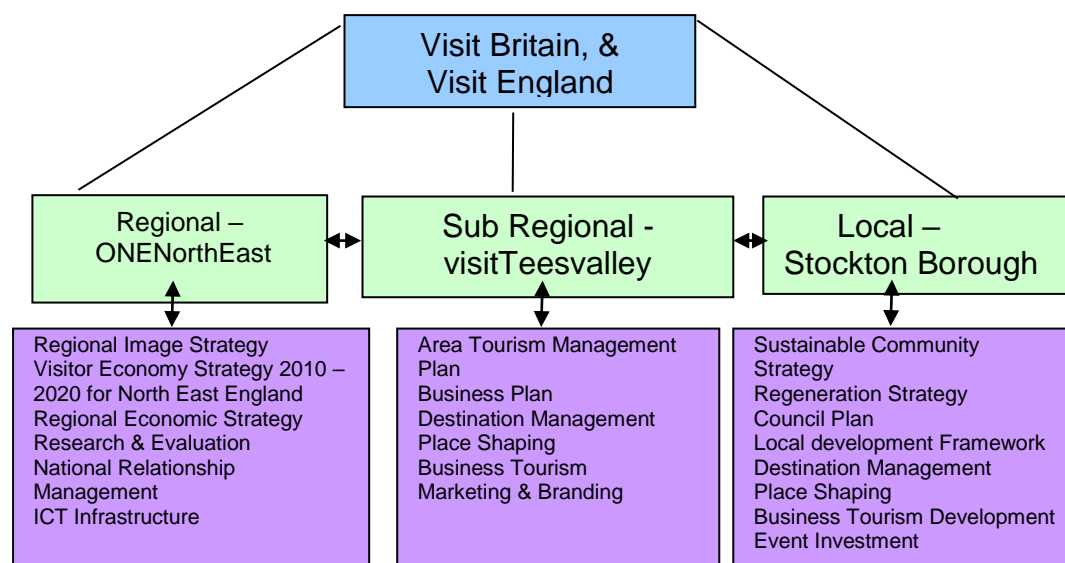 Visit Britain, &
Visit England
Regional –
ONENorthEast
Sub Regional -
visitTeesvalley
Local –
Stockton Borough
Regional Image Strategy
Visitor Economy Strategy 2010 –
2020 for North East England
Regional Economic Strategy
Research & Evaluation
National Relationship
Management
ICT Infrastructure
Area Tourism Management
Plan
Business Plan
Destination Management
Place Shaping
Business Tourism
Marketing & Branding
Sustainable Community
Strategy
Regeneration Strategy
Council Plan
Local development Framework
Destination Management
Place Shaping
Business Tourism Development
Event Investment